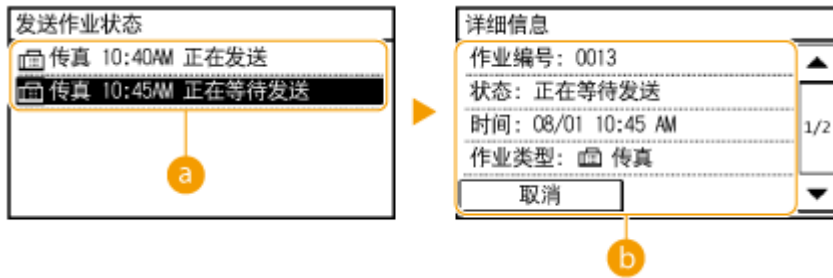 发送作业状态
传真 10:40AM 正在发送
传真 10:45AM 正在等待发送
a
详细信息
作业编号: 0013
状态: 正在等待发送
时间: 08/01 10:45 AM
作业类型: 传真
1/2
取消
b